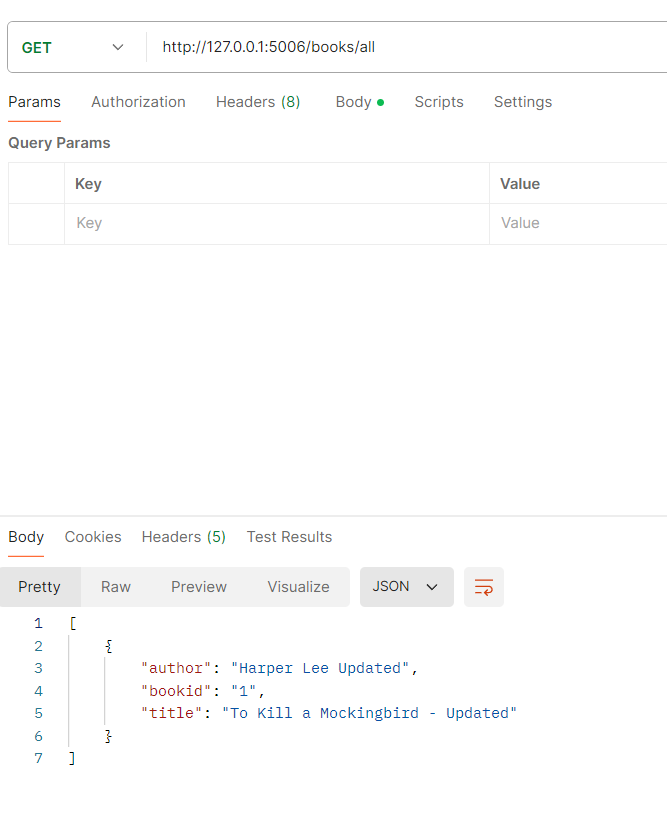 GET http://127.0.0.1:5006/books/all
Params Authorization Headers (8) Body Scripts Settings
Query Params
Key Value
Key Value
Body Cookies Headers (5) Test Results
Pretty Raw Preview Visualize JSON
1 [
2 {
3 "author": "Harper Lee Updated",
4 "bookid": "1",
5 "title": "To Kill a Mockingbird - Updated"
6 }
7 ]